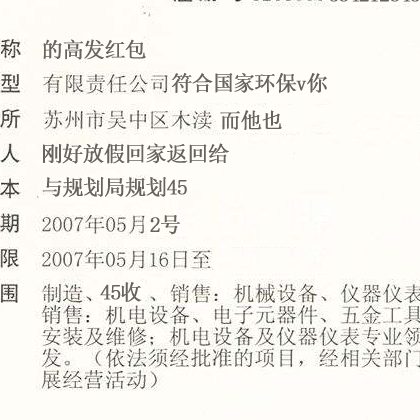 称 的高发红包
型 有限责任公司符合国家环保v你
所 苏州市吴中区木渎 而他也
人 刚好放假回家返回给
本 与规划局规划45
期 2007年05月2号
限 2007年05月16日至
围 制造、45收 、销售：机械设备、仪器仪表
销售：机电设备、电子元器件、五金工具
安装及维修；机电设备及仪器仪表专业领
发。（依法须经批准的项目，经相关部门
展经营活动）